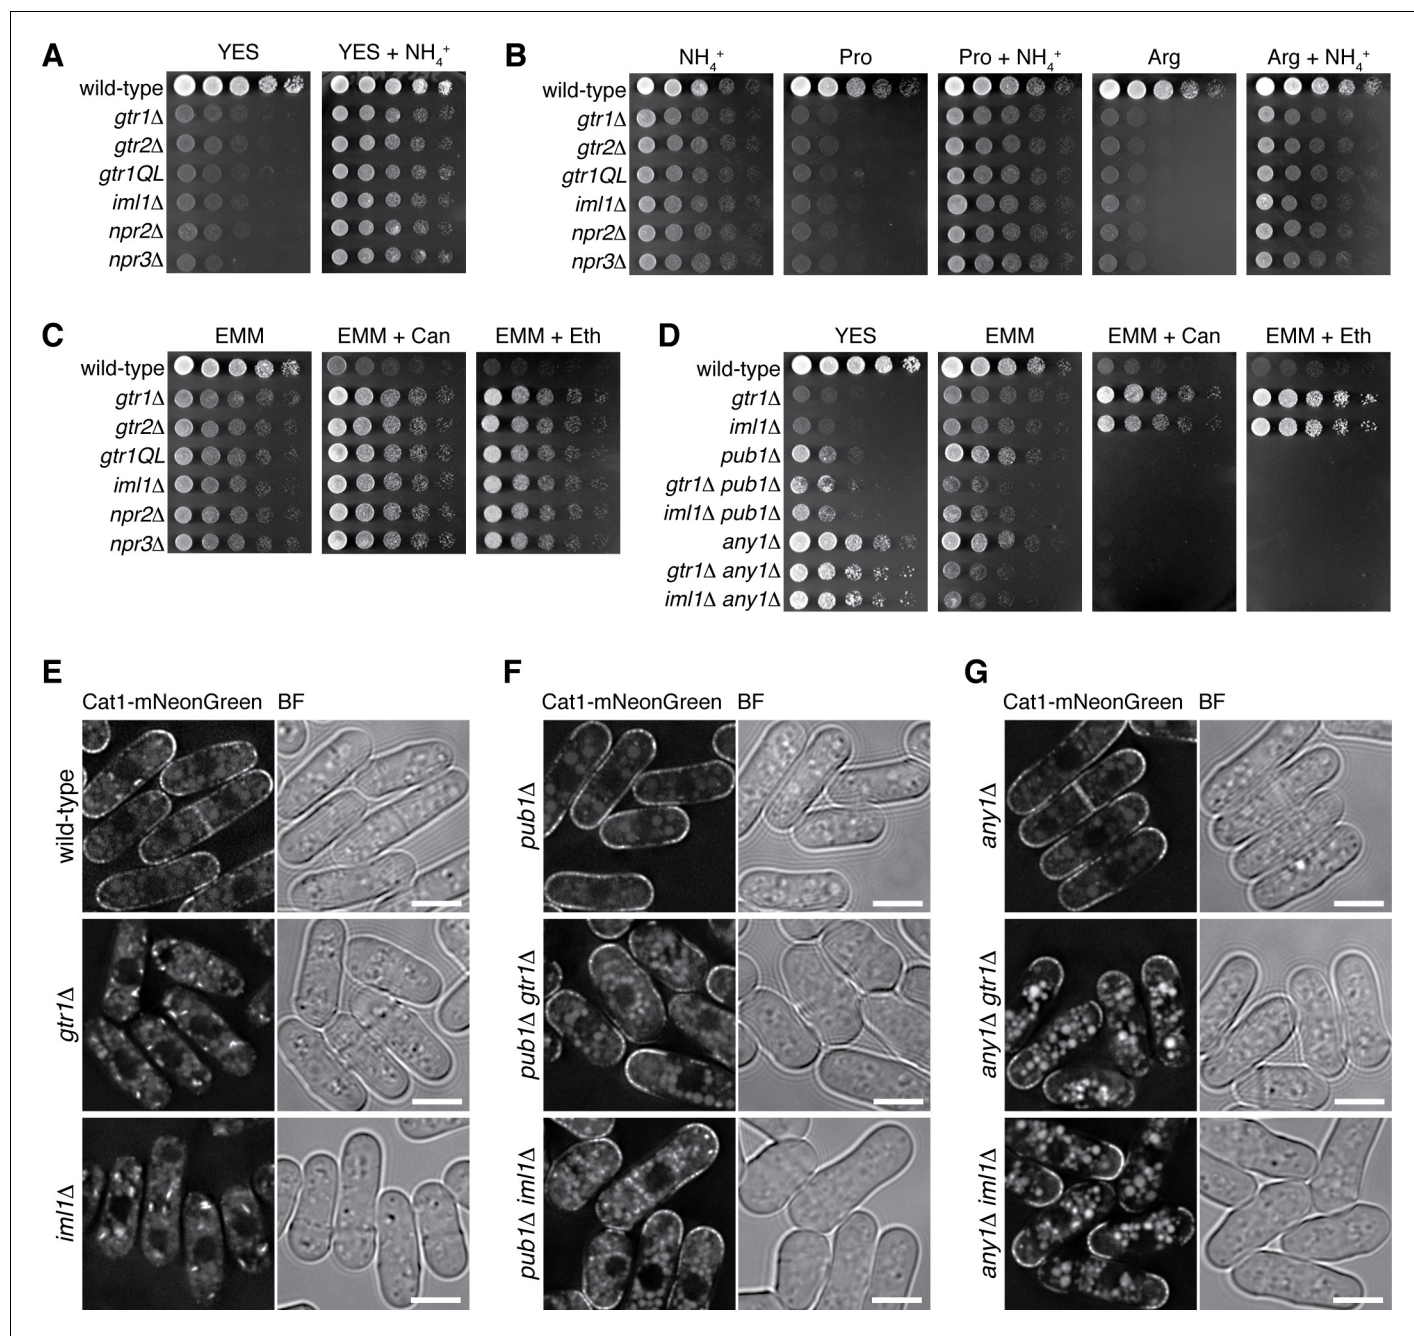 A
YES
YES + NH₄⁺
wild-type
gtr1Δ
gtr2Δ
gtr1QL
iml1Δ
npr2Δ
npr3Δ
B
NH₄⁺
Pro
Pro + NH₄⁺
Arg
Arg + NH₄⁺
wild-type
gtr1Δ
gtr2Δ
gtr1QL
iml1Δ
npr2Δ
npr3Δ
C
EMM
EMM + Can
EMM + Eth
wild-type
gtr1Δ
gtr2Δ
gtr1QL
iml1Δ
npr2Δ
npr3Δ
D
YES
EMM
EMM + Can
EMM + Eth
wild-type
gtr1Δ
iml1Δ
pub1Δ
gtr1Δ pub1Δ
iml1Δ pub1Δ
any1Δ
gtr1Δ any1Δ
iml1Δ any1Δ
E
Cat1-mNeonGreen BF
wild-type
gtr1Δ
iml1Δ
F
Cat1-mNeonGreen BF
pub1Δ
pub1Δ gtr1Δ
pub1Δ iml1Δ
G
Cat1-mNeonGreen BF
any1Δ
any1Δ gtr1Δ
any1Δ iml1Δ